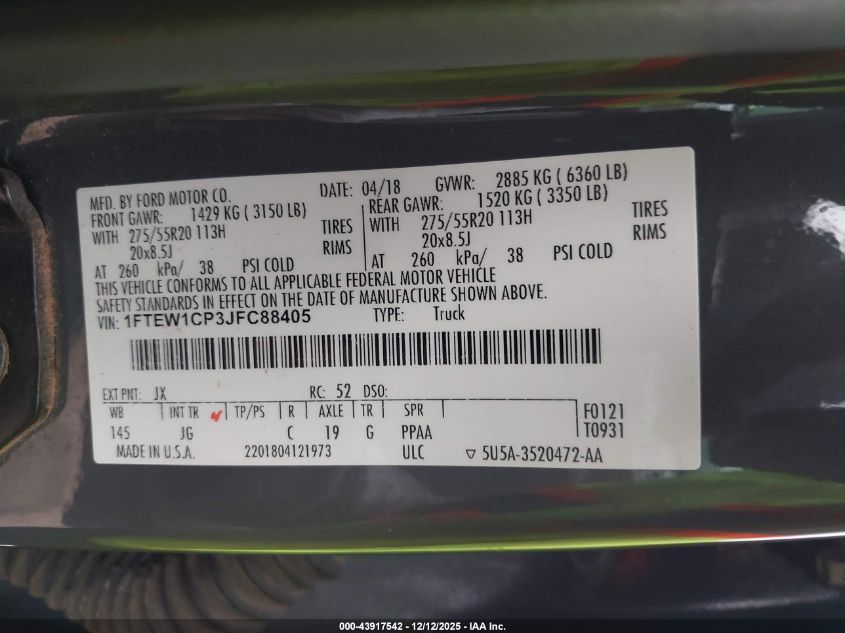 MFD. BY FORD MOTOR CO. DATE: 04/18 GVWR: 2885 KG ( 6360 LB)
FRONT GAWR: 1429 KG ( 3150 LB) REAR GAWR: 1520 KG ( 3350 LB)
WITH 275/55R20 113H TIRES WITH 275/55R20 113H TIRES
20x8.5J RIMS 20x8.5J RIMS
AT 260 kPa/ 38 PSI COLD AT 260 kPa/ 38 PSI COLD
THIS VEHICLE CONFORMS TO ALL APPLICABLE FEDERAL MOTOR VEHICLE
SAFETY STANDARDS IN EFFECT ON THE DATE OF MANUFACTURE SHOWN ABOVE.
VIN: 1FTEW1CP3JFC88405 TYPE: Truck
EXT PNT: JX RC: 52 DSO:
WB INT TR TP/PS R AXLE TR SPR F0121
145 JG C 19 G PPAA T0931
MADE IN U.S.A. 2201804121973 ULC ▽ 5U5A-3520472-AA
000-43917542 - 12/12/2025 - IAA Inc.